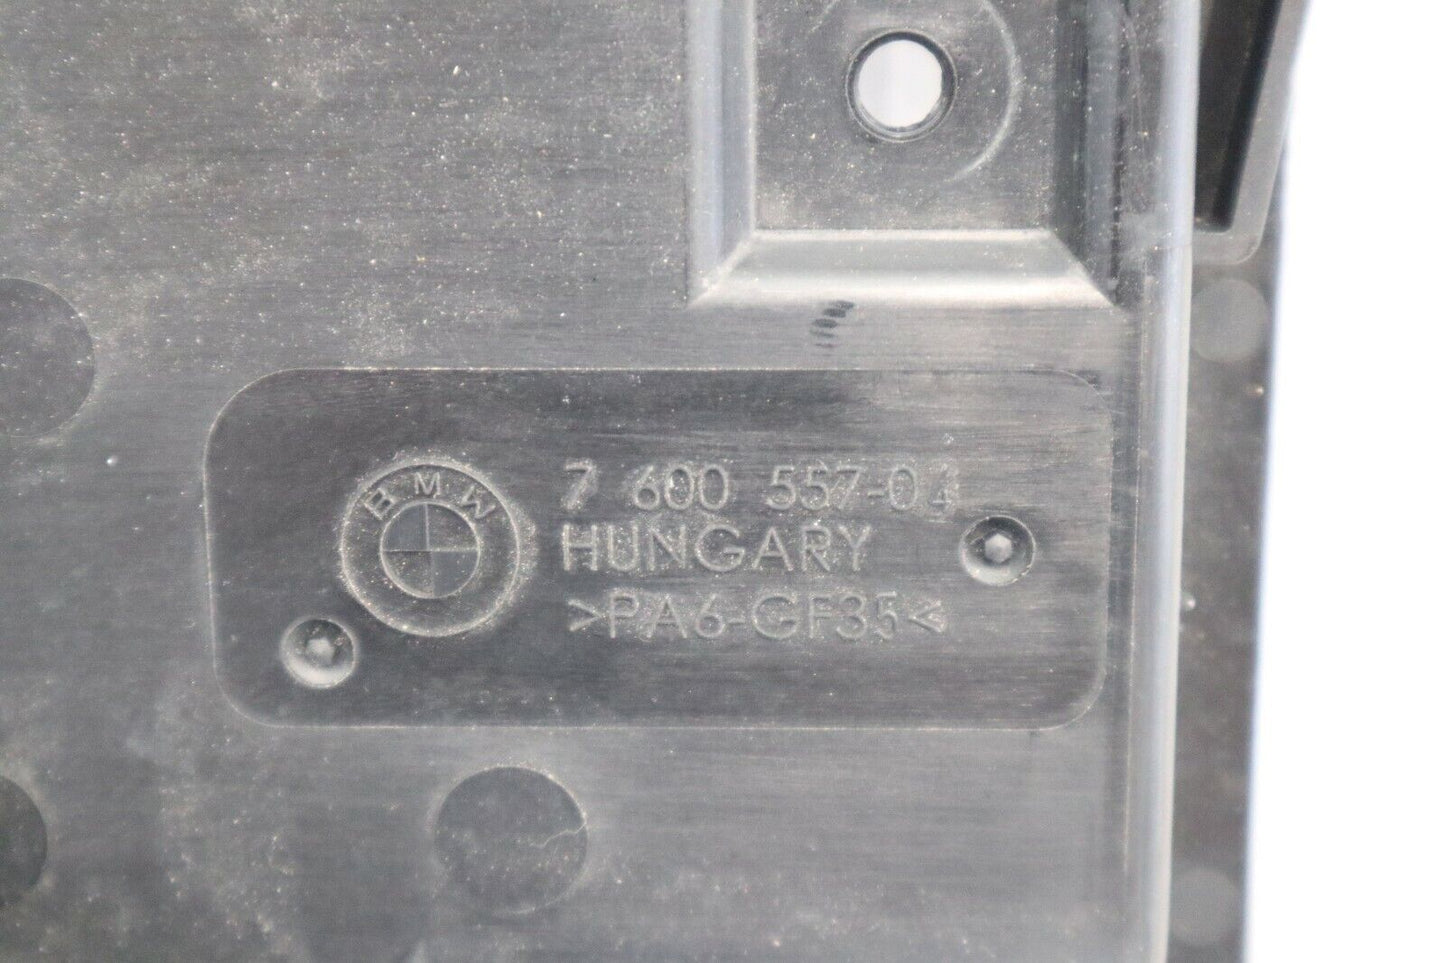 BMW
7 600 557-04
HUNGARY
>PA6-GF35<